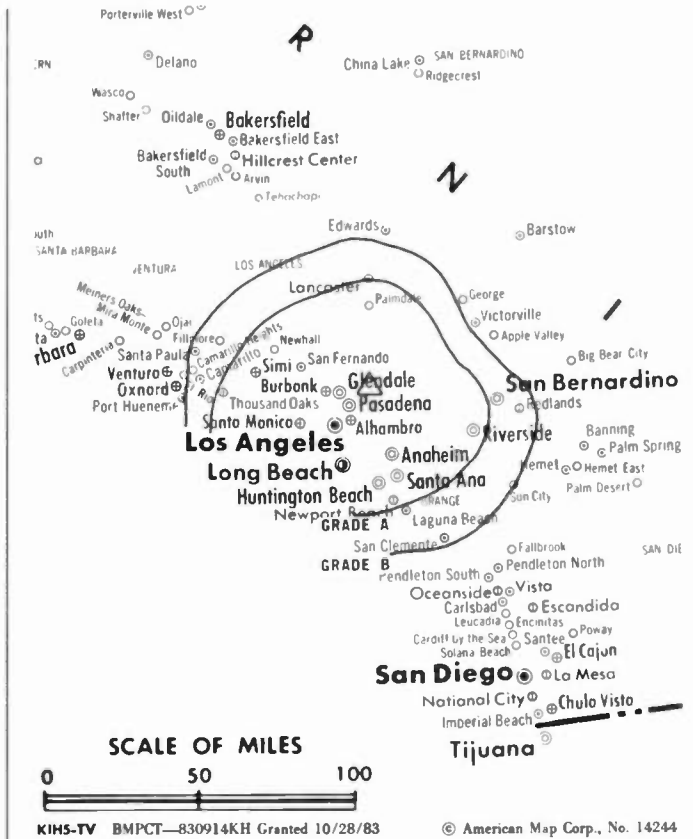 Porterville West
R
ERN
Delano
China Lake
SAN BERNARDINO
Ridgecrest
Wasco
Shafter
Oildale
Bakersfield
Bakersfield East
Bakersfield South
Hillcrest Center
Lamont
Arvin
Tehachapi
N
Edwards
Barstow
SANTA BARBARA
VENTURA
LOS ANGELES
Lancaster
Palmdale
George
Victorville
Apple Valley
I
Meiners Oaks
Mira Monte
Ojai
Goleta
rbara
Carpinteria
Fillmore
Santa Paula
Camarillo Heights
Camarillo
Newhall
Simi
San Fernando
Big Bear City
Ventura
Oxnard
Port Hueneme
Burbank
Glendale
San Bernardino
Thousand Oaks
Pasadena
Redlands
Santa Monica
Alhambra
Riverside
Banning
Los Angeles
Palm Spring
Anaheim
Hemet
Hemet East
Long Beach
Santa Ana
Palm Desert
Huntington Beach
Sun City
Newport Beach
ORANGE
Laguna Beach
GRADE A
San Clemente
Fallbrook
SAN DIE
GRADE B
Pendleton North
Pendleton South
Oceanside
Vista
Carlsbad
Escondida
Leucadia
Encinitas
Cardiff by the Sea
Santee
Poway
Solana Beach
El Cajon
San Diego
La Mesa
National City
Chula Vista
Imperial Beach
Tijuana
SCALE OF MILES
0 50 100
KIHS-TV BMPCT—830914KH Granted 10/28/83
© American Map Corp., No. 14244